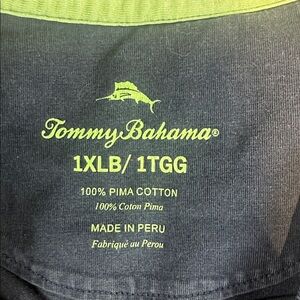 Tommy Bahama®
1XLB/ 1TGG
100% PIMA COTTON
100% Coton Pima
MADE IN PERU
Fabriqué au Perou